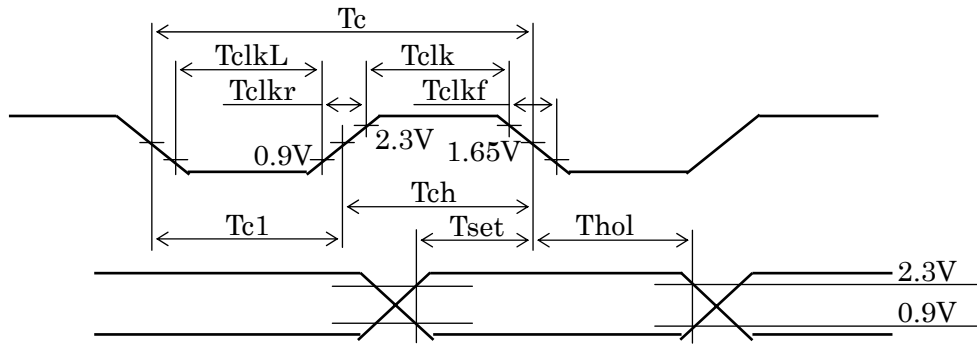 Tc
TclkL Tclk
Tclkr Tclkf
0.9V 2.3V 1.65V
Tch
Tc1 Tset Thol
2.3V
0.9V